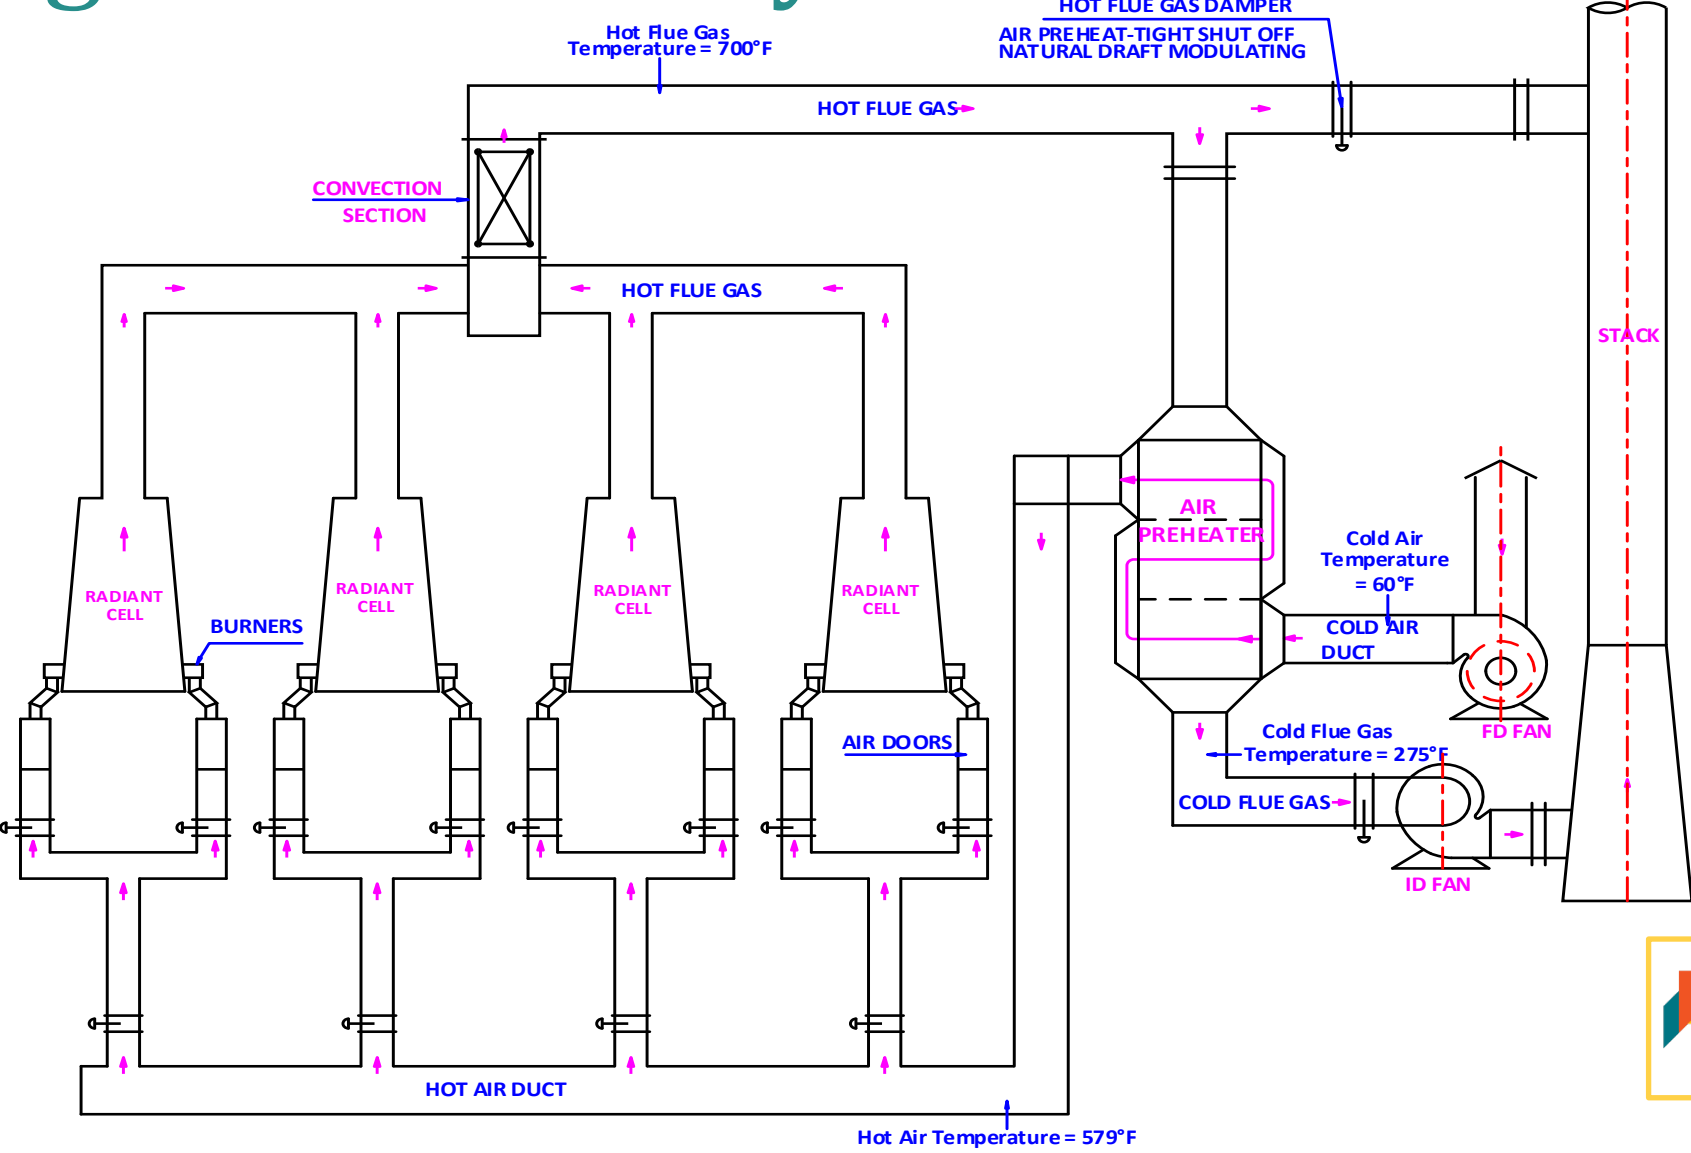 HOT FLUE GAS DAMPER
AIR PREHEAT-TIGHT SHUT OFF
NATURAL DRAFT MODULATING
Hot Flue Gas
Temperature = 700°F
HOT FLUE GAS
CONVECTION
SECTION
HOT FLUE GAS
STACK
AIR
PREHEATER
Cold Air
Temperature
= 60°F
RADIANT
CELL
RADIANT
CELL
RADIANT
CELL
RADIANT
CELL
BURNERS
COLD AIR
DUCT
FD FAN
AIR DOORS
Cold Flue Gas
Temperature = 275°F
COLD FLUE GAS
ID FAN
HOT AIR DUCT
Hot Air Temperature = 579°F